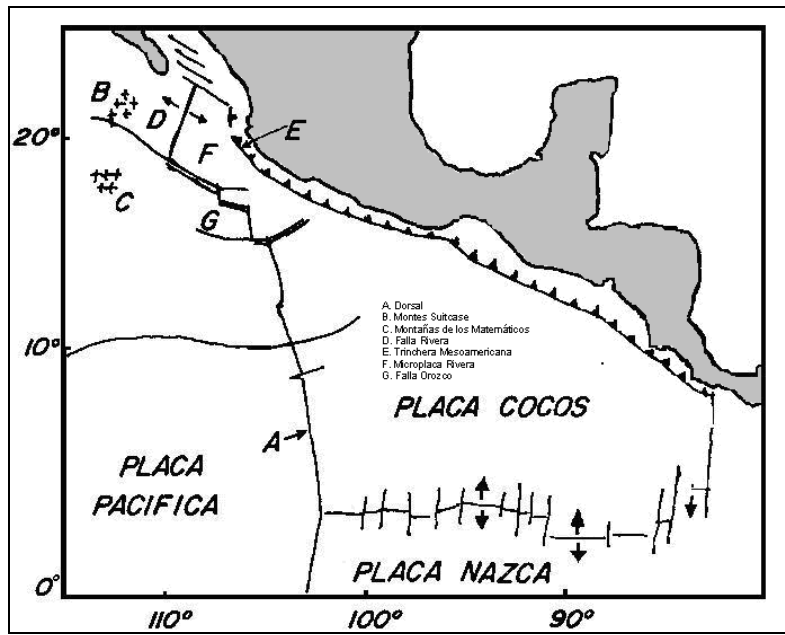 B
D
E
20°
F
C
G
A. Dorsal
B. Montes Suitcase
C. Montañas de los Matemáticos
D. Falla Rivera
E. Trinchera Mesoamericana
F. Microplaca Rivera
G. Falla Orozco
10°
PLACA COCOS
A
PLACA
PACIFICA
PLACA NAZCA
0°
110°
100°
90°